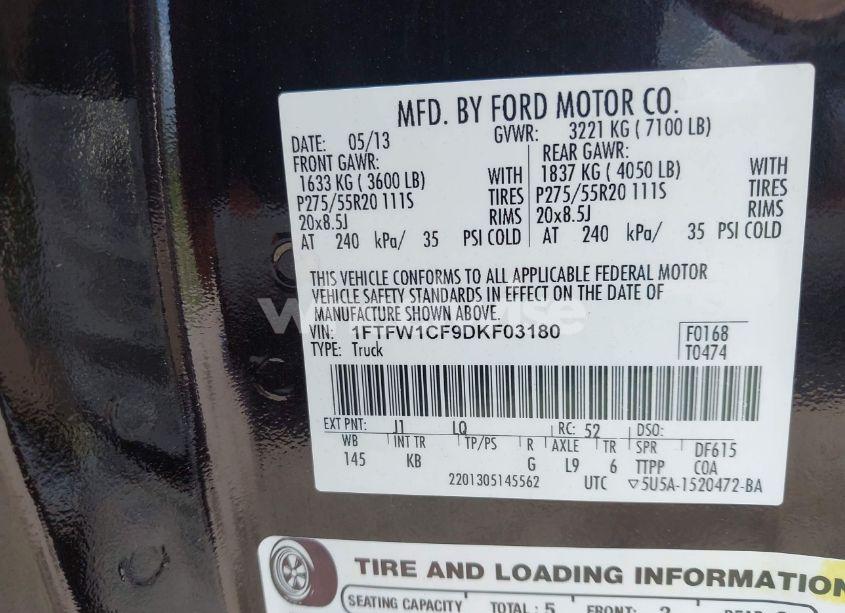 MFD. BY FORD MOTOR CO.
DATE: 05/13 GVWR: 3221 KG ( 7100 LB)
FRONT GAWR: REAR GAWR:
1633 KG ( 3600 LB) WITH 1837 KG ( 4050 LB) WITH
P275/55R20 111S TIRES P275/55R20 111S TIRES
20x8.5J RIMS 20x8.5J RIMS
AT 240 kPa/ 35 PSI COLD AT 240 kPa/ 35 PSI COLD
THIS VEHICLE CONFORMS TO ALL APPLICABLE FEDERAL MOTOR
VEHICLE SAFETY STANDARDS IN EFFECT ON THE DATE OF
MANUFACTURE SHOWN ABOVE.
VIN: 1FTFW1CF9DKF03180 F0168
TYPE: Truck T0474
EXT PNT: J1 LQ RC: 52 DSO:
WB INT TR TP/PS R AXLE TR SPR DF615
145 KB G L9 6 TTPP COA
2201305145562 UTC ▽5U5A-1520472-BA
TIRE AND LOADING INFORMATION
SEATING CAPACITY TOTAL : 5 FRONT: